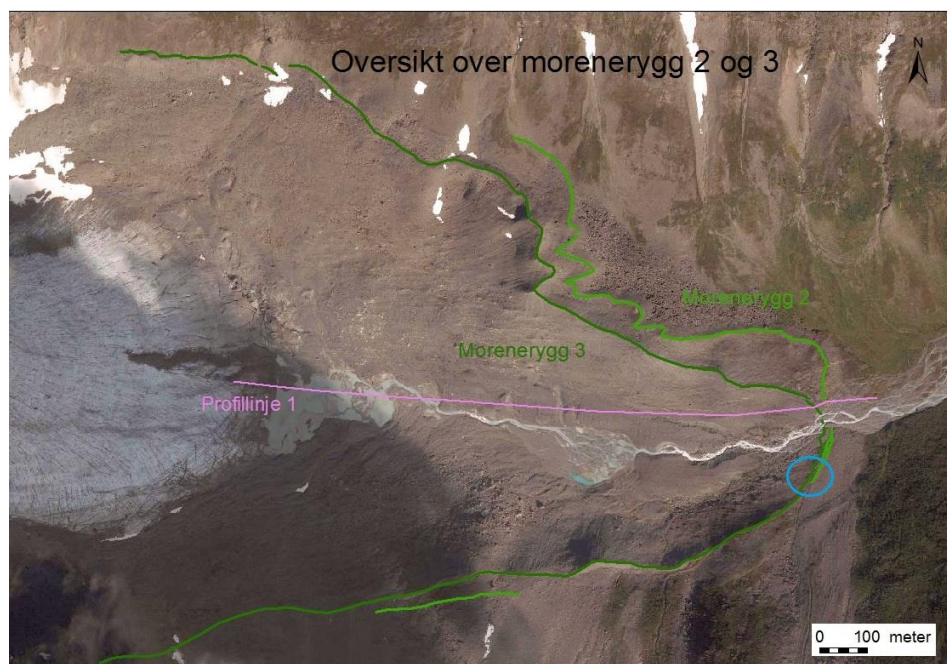 Oversikt over morenerygg 2 og 3
N
Morenerygg 2
Morenerygg 3
Profillinje 1
0 100 meter